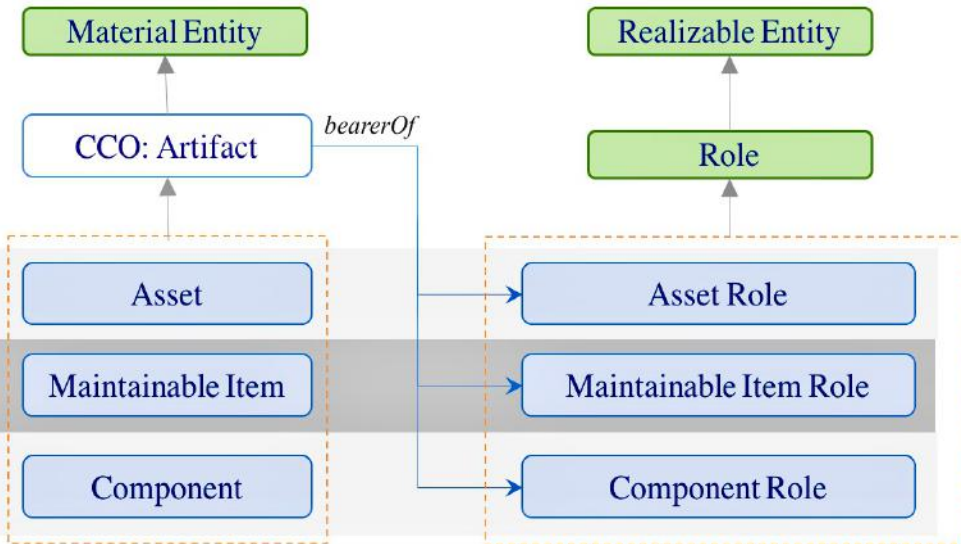 Material Entity
Realizable Entity
CCO: Artifact
bearerOf
Role
Asset
Asset Role
Maintainable Item
Maintainable Item Role
Component
Component Role